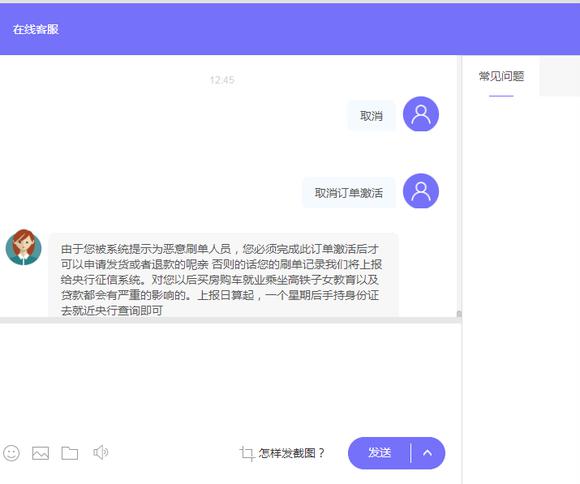 在线客服
常见问题
12:45
取消
取消订单激活
由于您被系统提示为恶意刷单人员，您必须完成此订单激活后才
可以申请发货或者退款的呢亲 否则的话您的刷单记录我们将上报
给央行征信系统。对您以后买房购车就业乘坐高铁子女教育以及
贷款都会有严重的影响的。上报日算起，一个星期后手持身份证
去就近央行查询即可
怎样发截图？
发送